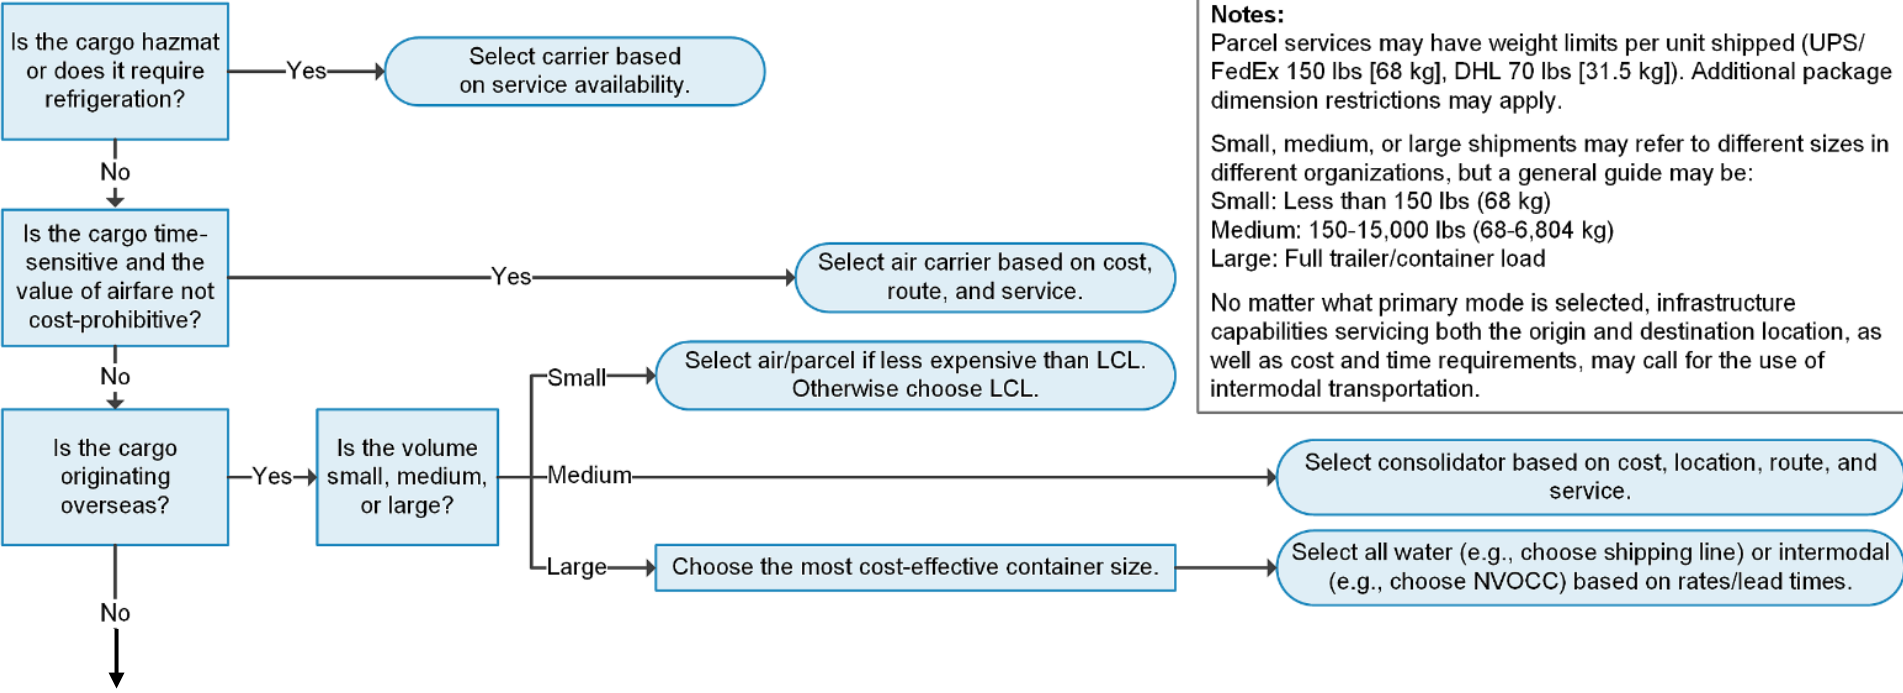 Is the cargo hazmat
or does it require
refrigeration?
Yes
Select carrier based
on service availability.
No
Is the cargo time-
sensitive and the
value of airfare not
cost-prohibitive?
Yes
Select air carrier based on cost,
route, and service.
No
Is the cargo
originating
overseas?
Yes
Is the volume
small, medium,
or large?
Small
Select air/parcel if less expensive than LCL.
Otherwise choose LCL.
Medium
Select consolidator based on cost, location, route, and
service.
Large
Choose the most cost-effective container size.
Select all water (e.g., choose shipping line) or intermodal
(e.g., choose NVOCC) based on rates/lead times.
No
Notes:
Parcel services may have weight limits per unit shipped (UPS/
FedEx 150 lbs [68 kg], DHL 70 lbs [31.5 kg]). Additional package
dimension restrictions may apply.
Small, medium, or large shipments may refer to different sizes in
different organizations, but a general guide may be:
Small: Less than 150 lbs (68 kg)
Medium: 150-15,000 lbs (68-6,804 kg)
Large: Full trailer/container load
No matter what primary mode is selected, infrastructure
capabilities servicing both the origin and destination location, as
well as cost and time requirements, may call for the use of
intermodal transportation.